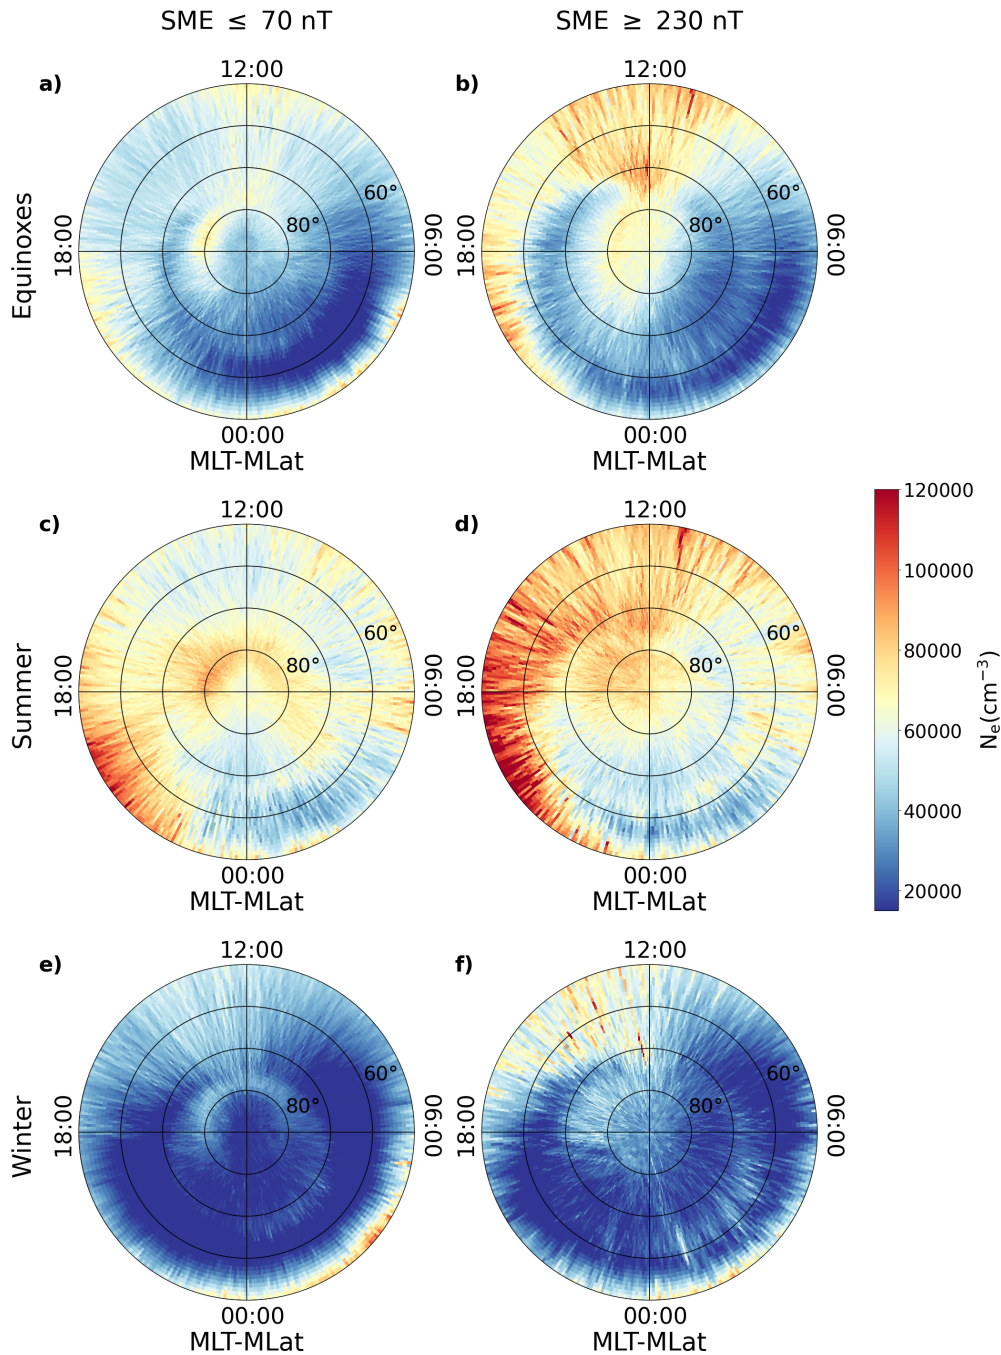 SME ≤ 70 nT
SME ≥ 230 nT
a)
12:00
b)
12:00
Equinoxes
18:00
60°
80°
06:00
18:00
60°
80°
06:00
00:00
MLT-MLat
00:00
MLT-MLat
c)
12:00
d)
12:00
Summer
18:00
60°
80°
06:00
18:00
60°
80°
06:00
00:00
MLT-MLat
00:00
MLT-MLat
120000
100000
80000
60000
40000
20000
Nₑ(cm⁻³)
e)
12:00
f)
12:00
Winter
18:00
60°
80°
06:00
18:00
60°
80°
06:00
00:00
MLT-MLat
00:00
MLT-MLat